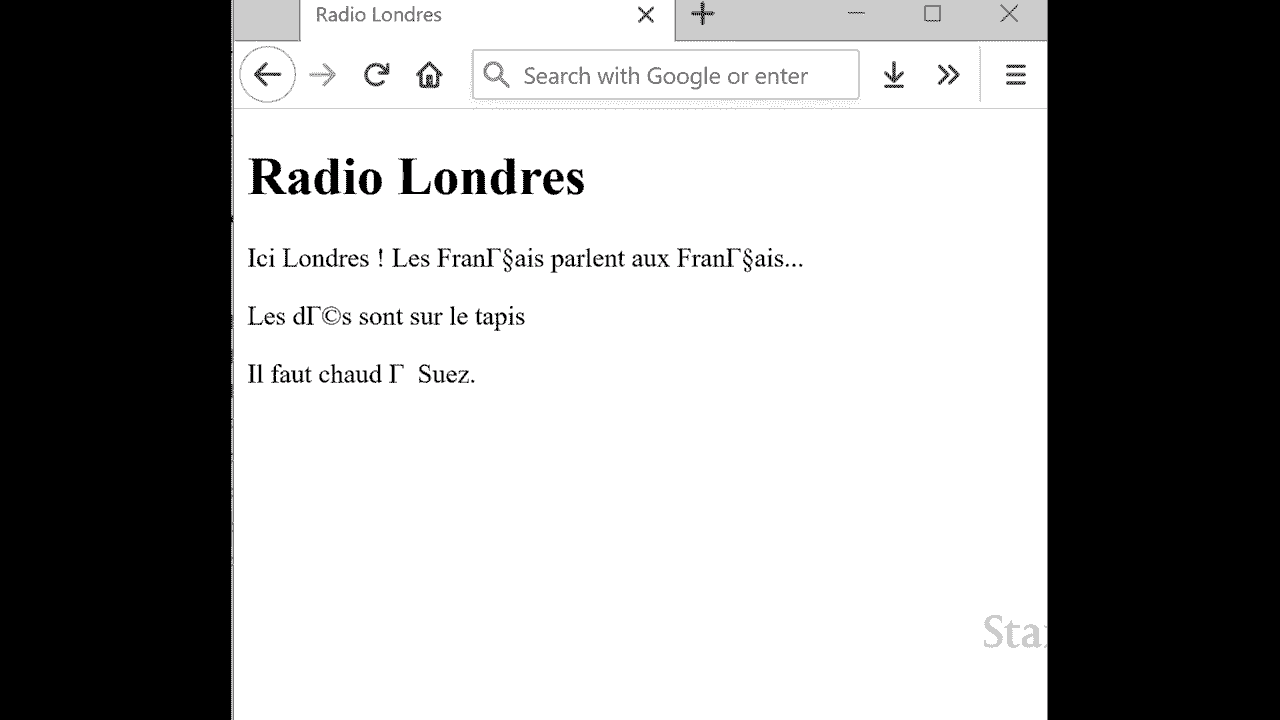 Radio Londres
Search with Google or enter
Radio Londres
Ici Londres ! Les FranΓ§ais parlent aux FranΓ§ais...
Les dΓ©s sont sur le tapis
Il faut chaud Γ  Suez.